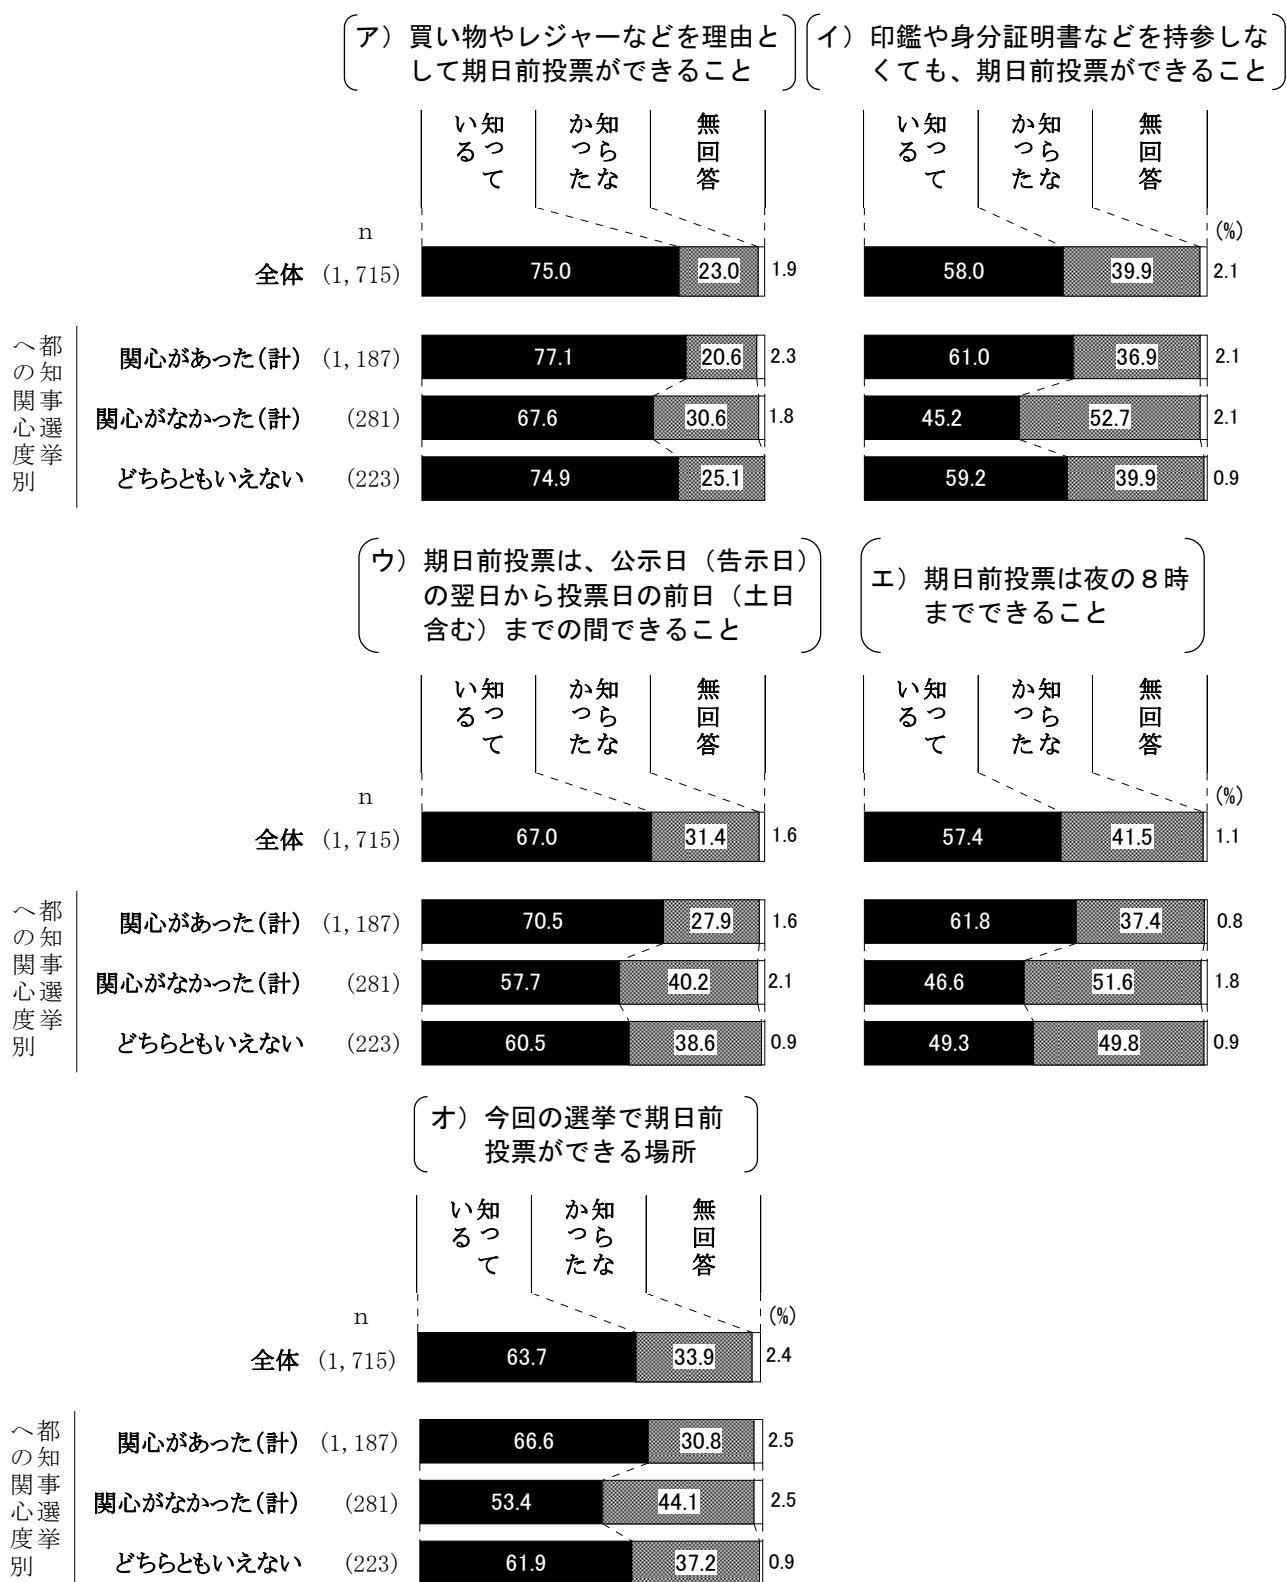 ア）買い物やレジャーなどを理由と
して期日前投票ができること
イ）印鑑や身分証明書などを持参しな
くても、期日前投票ができること
知って
いる
知らな
かった
無回答
知って
いる
知らな
かった
無回答
n
(%)
全体 (1,715) 75.0 23.0 1.9 58.0 39.9 2.1
都知事選挙
への関心度別
関心があった(計) (1,187) 77.1 20.6 2.3 61.0 36.9 2.1
関心がなかった(計) (281) 67.6 30.6 1.8 45.2 52.7 2.1
どちらともいえない (223) 74.9 25.1 59.2 39.9 0.9
ウ）期日前投票は、公示日（告示日）
の翌日から投票日の前日（土日
含む）までの間できること
エ）期日前投票は夜の８時
までできること
知って
いる
知らな
かった
無回答
知って
いる
知らな
かった
無回答
n
(%)
全体 (1,715) 67.0 31.4 1.6 57.4 41.5 1.1
都知事選挙
への関心度別
関心があった(計) (1,187) 70.5 27.9 1.6 61.8 37.4 0.8
関心がなかった(計) (281) 57.7 40.2 2.1 46.6 51.6 1.8
どちらともいえない (223) 60.5 38.6 0.9 49.3 49.8 0.9
オ）今回の選挙で期日前
投票ができる場所
知って
いる
知らな
かった
無回答
n
(%)
全体 (1,715) 63.7 33.9 2.4
都知事選挙
への関心度別
関心があった(計) (1,187) 66.6 30.8 2.5
関心がなかった(計) (281) 53.4 44.1 2.5
どちらともいえない (223) 61.9 37.2 0.9